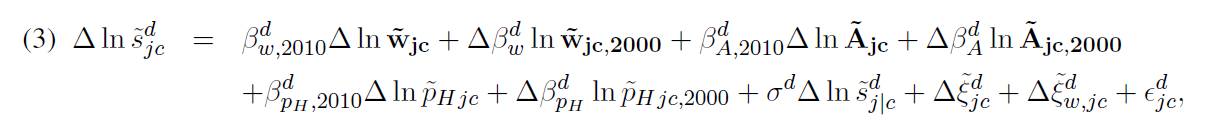 (3) Δ ln s̃^d_{jc} = β^d_{w,2010} Δ ln **w̃_{jc}** + Δβ^d_w ln **w̃_{jc,2000}** + β^d_{A,2010} Δ ln **Ã_{jc}** + Δβ^d_A ln **Ã_{jc,2000}**
+β^d_{p_H,2010} Δ ln p̃_{Hjc} + Δβ^d_{p_H} ln p̃_{Hjc,2000} + σ^d Δ ln s̃^d_{j|c} + Δξ̃^d_{jc} + Δξ̃^d_{w,jc} + ϵ^d_{jc},